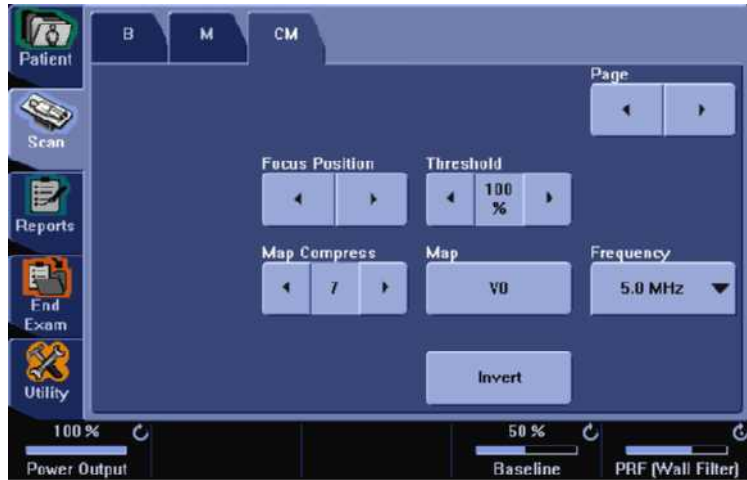 Patient
B
M
CM
Page
Scan
Focus Position
Threshold
100
%
Reports
Map Compress
Map
Frequency
7
V0
5.0 MHz
End
Exam
Invert
Utility
100 %
50 %
Power Output
Baseline
PRF (Wall Filter)